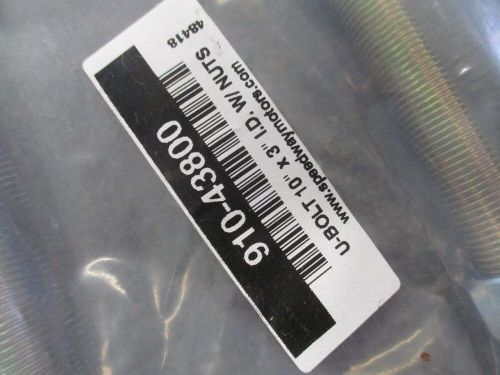 910-43800
U-BOLT 10" x 3" I.D. W/ NUTS
www.speedwaymotors.com
48418